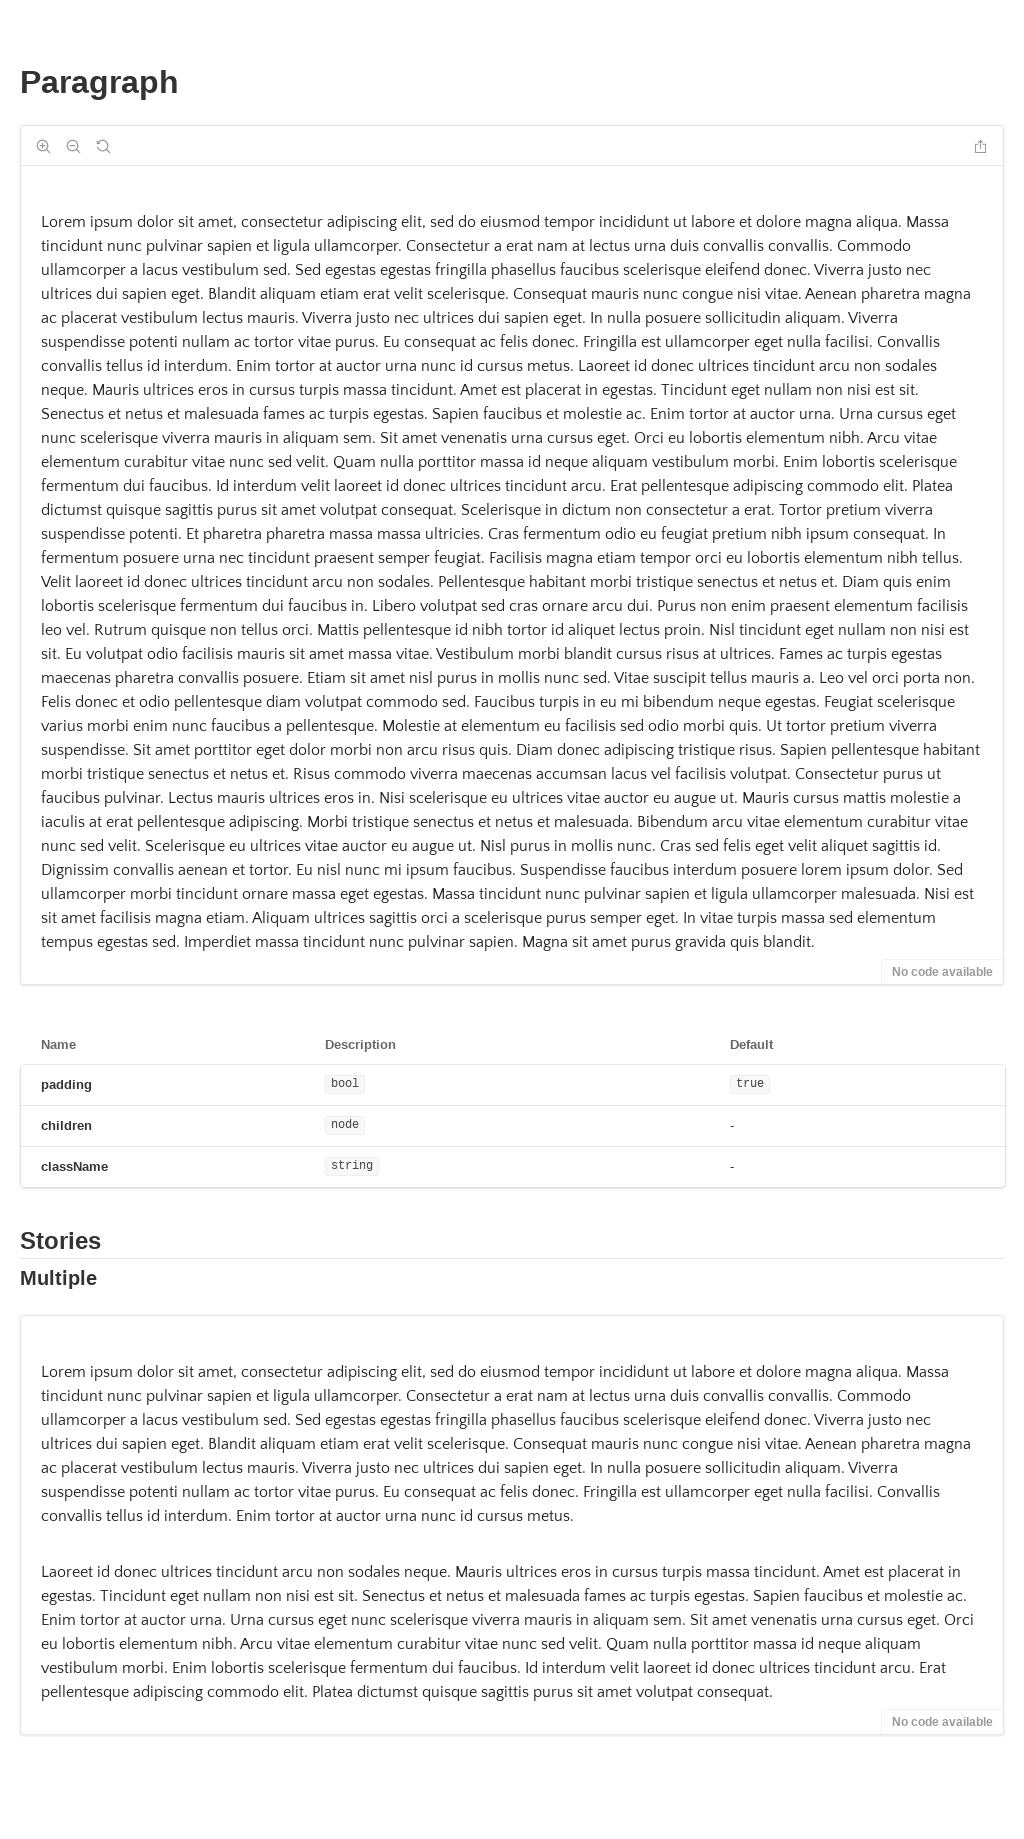 Paragraph
Lorem ipsum dolor sit amet, consectetur adipiscing elit, sed do eiusmod tempor incididunt ut labore et dolore magna aliqua. Massa
tincidunt nunc pulvinar sapien et ligula ullamcorper. Consectetur a erat nam at lectus urna duis convallis convallis. Commodo
ullamcorper a lacus vestibulum sed. Sed egestas egestas fringilla phasellus faucibus scelerisque eleifend donec. Viverra justo nec
ultrices dui sapien eget. Blandit aliquam etiam erat velit scelerisque. Consequat mauris nunc congue nisi vitae. Aenean pharetra magna
ac placerat vestibulum lectus mauris. Viverra justo nec ultrices dui sapien eget. In nulla posuere sollicitudin aliquam. Viverra
suspendisse potenti nullam ac tortor vitae purus. Eu consequat ac felis donec. Fringilla est ullamcorper eget nulla facilisi. Convallis
convallis tellus id interdum. Enim tortor at auctor urna nunc id cursus metus. Laoreet id donec ultrices tincidunt arcu non sodales
neque. Mauris ultrices eros in cursus turpis massa tincidunt. Amet est placerat in egestas. Tincidunt eget nullam non nisi est sit.
Senectus et netus et malesuada fames ac turpis egestas. Sapien faucibus et molestie ac. Enim tortor at auctor urna. Urna cursus eget
nunc scelerisque viverra mauris in aliquam sem. Sit amet venenatis urna cursus eget. Orci eu lobortis elementum nibh. Arcu vitae
elementum curabitur vitae nunc sed velit. Quam nulla porttitor massa id neque aliquam vestibulum morbi. Enim lobortis scelerisque
fermentum dui faucibus. Id interdum velit laoreet id donec ultrices tincidunt arcu. Erat pellentesque adipiscing commodo elit. Platea
dictumst quisque sagittis purus sit amet volutpat consequat. Scelerisque in dictum non consectetur a erat. Tortor pretium viverra
suspendisse potenti. Et pharetra pharetra massa massa ultricies. Cras fermentum odio eu feugiat pretium nibh ipsum consequat. In
fermentum posuere urna nec tincidunt praesent semper feugiat. Facilisis magna etiam tempor orci eu lobortis elementum nibh tellus.
Velit laoreet id donec ultrices tincidunt arcu non sodales. Pellentesque habitant morbi tristique senectus et netus et. Diam quis enim
lobortis scelerisque fermentum dui faucibus in. Libero volutpat sed cras ornare arcu dui. Purus non enim praesent elementum facilisis
leo vel. Rutrum quisque non tellus orci. Mattis pellentesque id nibh tortor id aliquet lectus proin. Nisl tincidunt eget nullam non nisi est
sit. Eu volutpat odio facilisis mauris sit amet massa vitae. Vestibulum morbi blandit cursus risus at ultrices. Fames ac turpis egestas
maecenas pharetra convallis posuere. Etiam sit amet nisl purus in mollis nunc sed. Vitae suscipit tellus mauris a. Leo vel orci porta non.
Felis donec et odio pellentesque diam volutpat commodo sed. Faucibus turpis in eu mi bibendum neque egestas. Feugiat scelerisque
varius morbi enim nunc faucibus a pellentesque. Molestie at elementum eu facilisis sed odio morbi quis. Ut tortor pretium viverra
suspendisse. Sit amet porttitor eget dolor morbi non arcu risus quis. Diam donec adipiscing tristique risus. Sapien pellentesque habitant
morbi tristique senectus et netus et. Risus commodo viverra maecenas accumsan lacus vel facilisis volutpat. Consectetur purus ut
faucibus pulvinar. Lectus mauris ultrices eros in. Nisi scelerisque eu ultrices vitae auctor eu augue ut. Mauris cursus mattis molestie a
iaculis at erat pellentesque adipiscing. Morbi tristique senectus et netus et malesuada. Bibendum arcu vitae elementum curabitur vitae
nunc sed velit. Scelerisque eu ultrices vitae auctor eu augue ut. Nisl purus in mollis nunc. Cras sed felis eget velit aliquet sagittis id.
Dignissim convallis aenean et tortor. Eu nisl nunc mi ipsum faucibus. Suspendisse faucibus interdum posuere lorem ipsum dolor. Sed
ullamcorper morbi tincidunt ornare massa eget egestas. Massa tincidunt nunc pulvinar sapien et ligula ullamcorper malesuada. Nisi est
sit amet facilisis magna etiam. Aliquam ultrices sagittis orci a scelerisque purus semper eget. In vitae turpis massa sed elementum
tempus egestas sed. Imperdiet massa tincidunt nunc pulvinar sapien. Magna sit amet purus gravida quis blandit.
No code available
Name Description Default
padding bool true
children node -
className string -
Stories
Multiple
Lorem ipsum dolor sit amet, consectetur adipiscing elit, sed do eiusmod tempor incididunt ut labore et dolore magna aliqua. Massa
tincidunt nunc pulvinar sapien et ligula ullamcorper. Consectetur a erat nam at lectus urna duis convallis convallis. Commodo
ullamcorper a lacus vestibulum sed. Sed egestas egestas fringilla phasellus faucibus scelerisque eleifend donec. Viverra justo nec
ultrices dui sapien eget. Blandit aliquam etiam erat velit scelerisque. Consequat mauris nunc congue nisi vitae. Aenean pharetra magna
ac placerat vestibulum lectus mauris. Viverra justo nec ultrices dui sapien eget. In nulla posuere sollicitudin aliquam. Viverra
suspendisse potenti nullam ac tortor vitae purus. Eu consequat ac felis donec. Fringilla est ullamcorper eget nulla facilisi. Convallis
convallis tellus id interdum. Enim tortor at auctor urna nunc id cursus metus.
Laoreet id donec ultrices tincidunt arcu non sodales neque. Mauris ultrices eros in cursus turpis massa tincidunt. Amet est placerat in
egestas. Tincidunt eget nullam non nisi est sit. Senectus et netus et malesuada fames ac turpis egestas. Sapien faucibus et molestie ac.
Enim tortor at auctor urna. Urna cursus eget nunc scelerisque viverra mauris in aliquam sem. Sit amet venenatis urna cursus eget. Orci
eu lobortis elementum nibh. Arcu vitae elementum curabitur vitae nunc sed velit. Quam nulla porttitor massa id neque aliquam
vestibulum morbi. Enim lobortis scelerisque fermentum dui faucibus. Id interdum velit laoreet id donec ultrices tincidunt arcu. Erat
pellentesque adipiscing commodo elit. Platea dictumst quisque sagittis purus sit amet volutpat consequat.
No code available